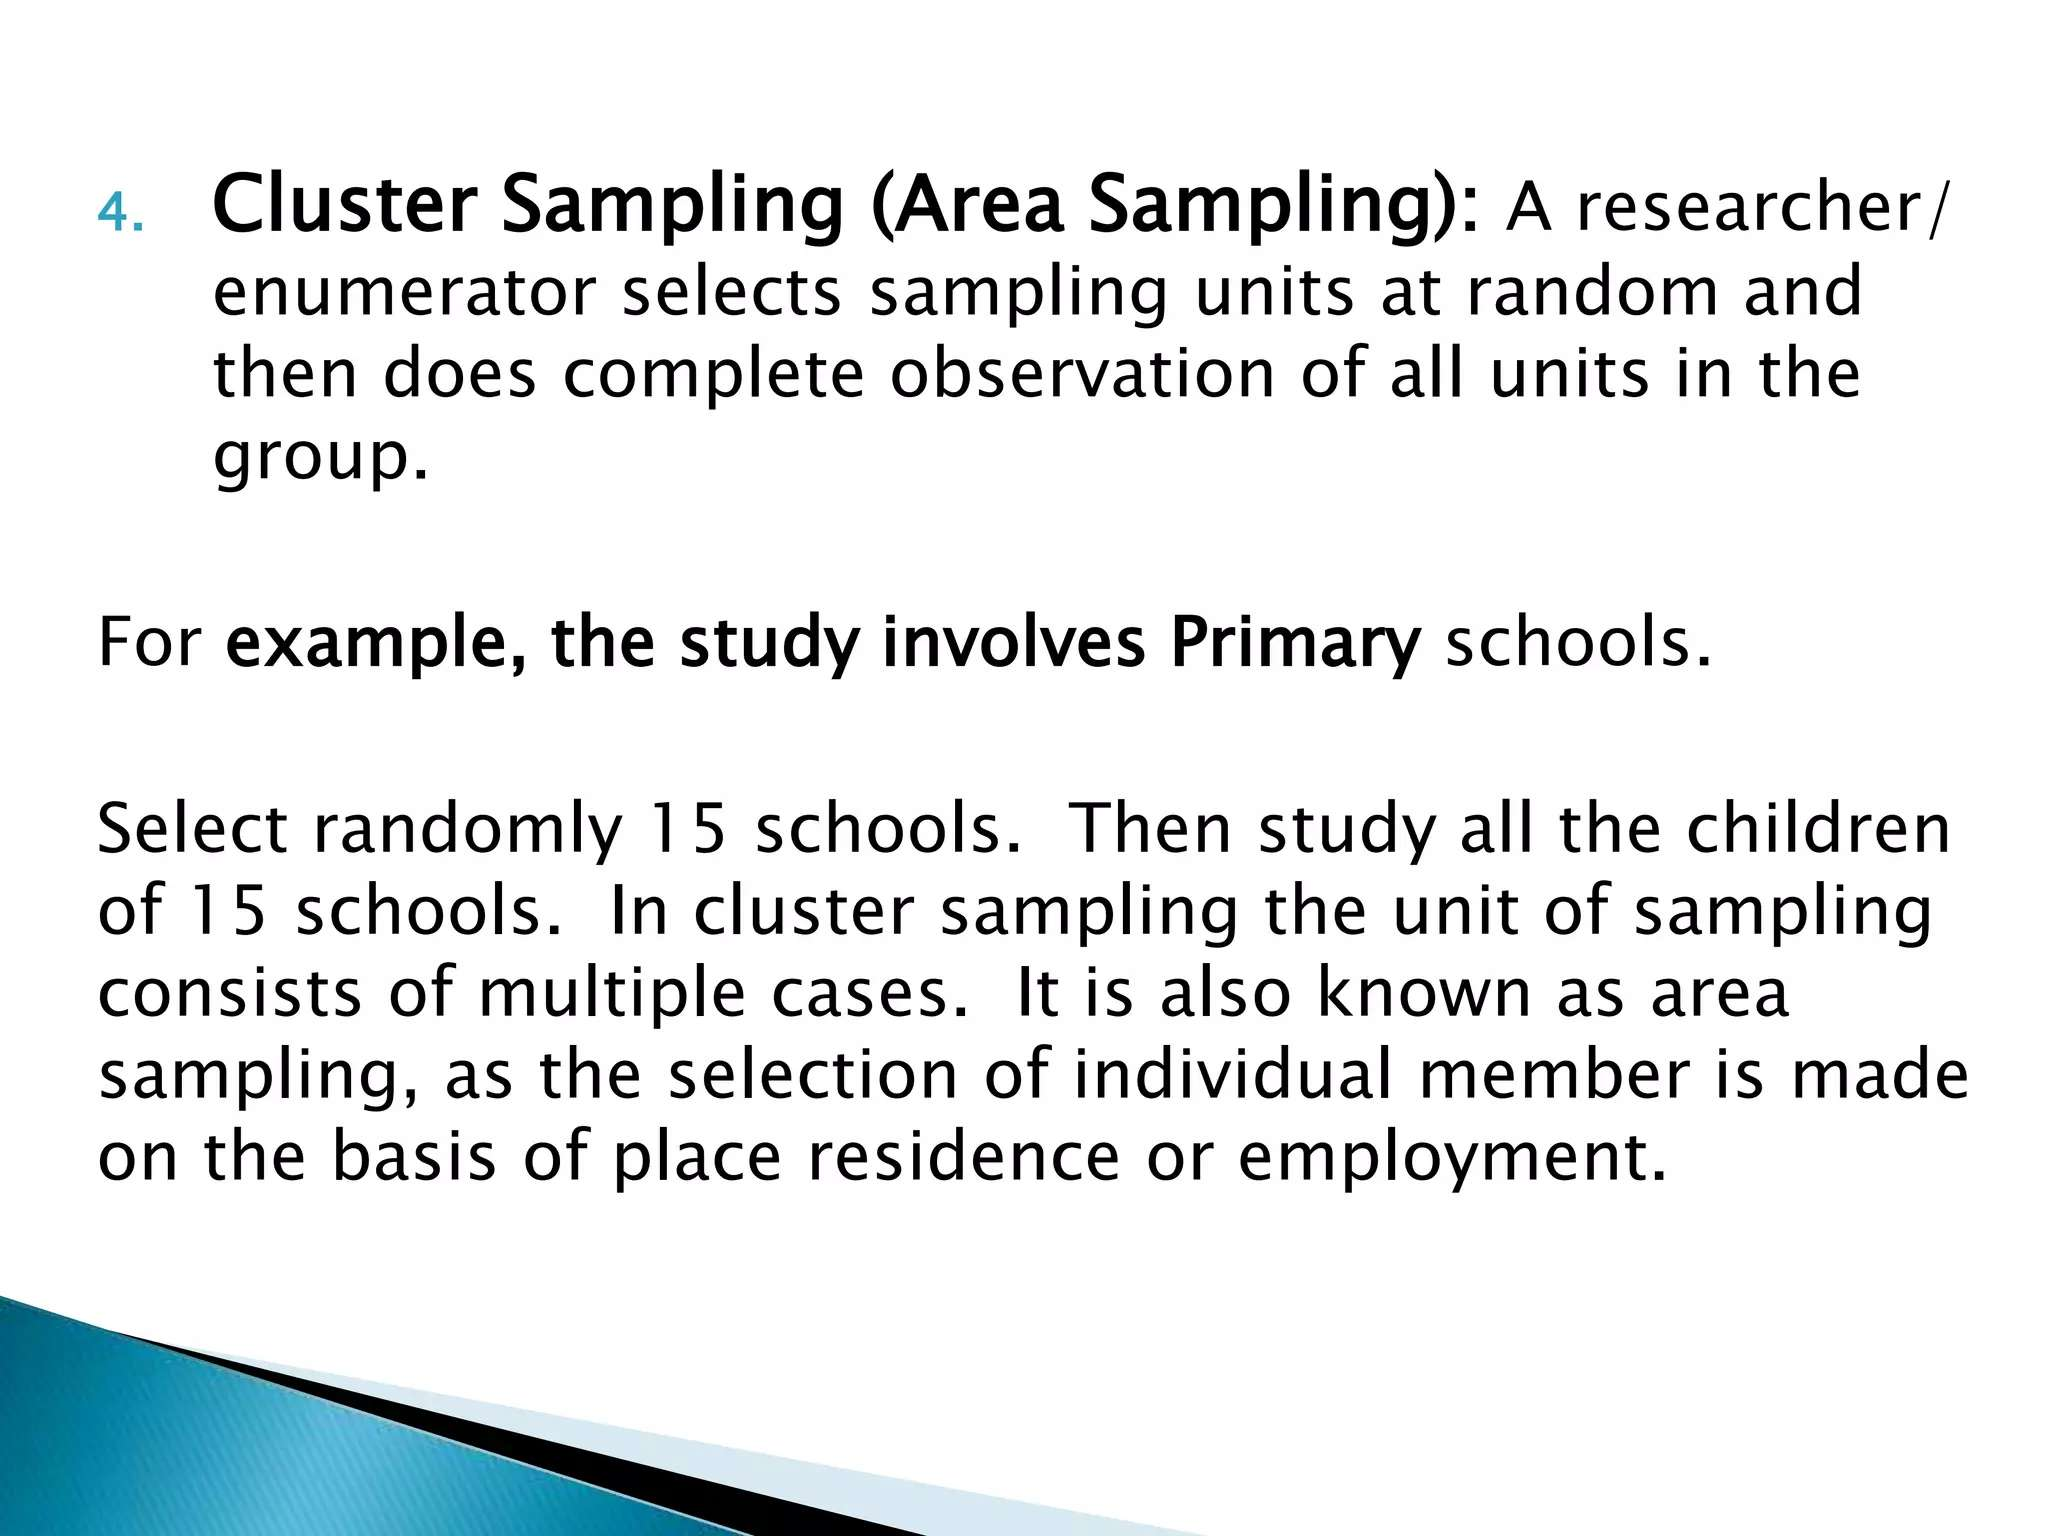 4. Cluster Sampling (Area Sampling): A researcher/
enumerator selects sampling units at random and
then does complete observation of all units in the
group.
For example, the study involves Primary schools.
Select randomly 15 schools. Then study all the children
of 15 schools. In cluster sampling the unit of sampling
consists of multiple cases. It is also known as area
sampling, as the selection of individual member is made
on the basis of place residence or employment.